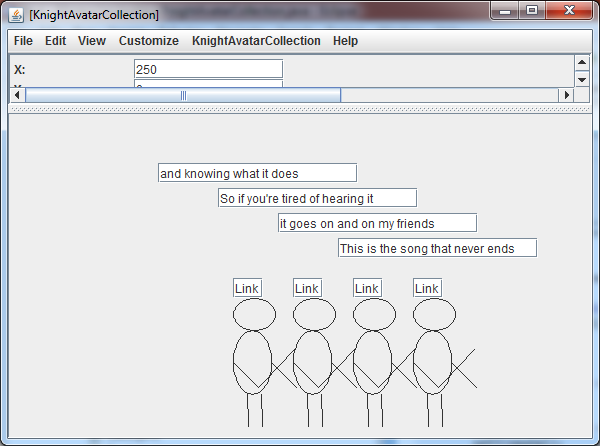 [KnightAvatarCollection]
File Edit View Customize KnightAvatarCollection Help
X: 250
and knowing what it does
So if you're tired of hearing it
it goes on and on my friends
This is the song that never ends
Link Link Link Link